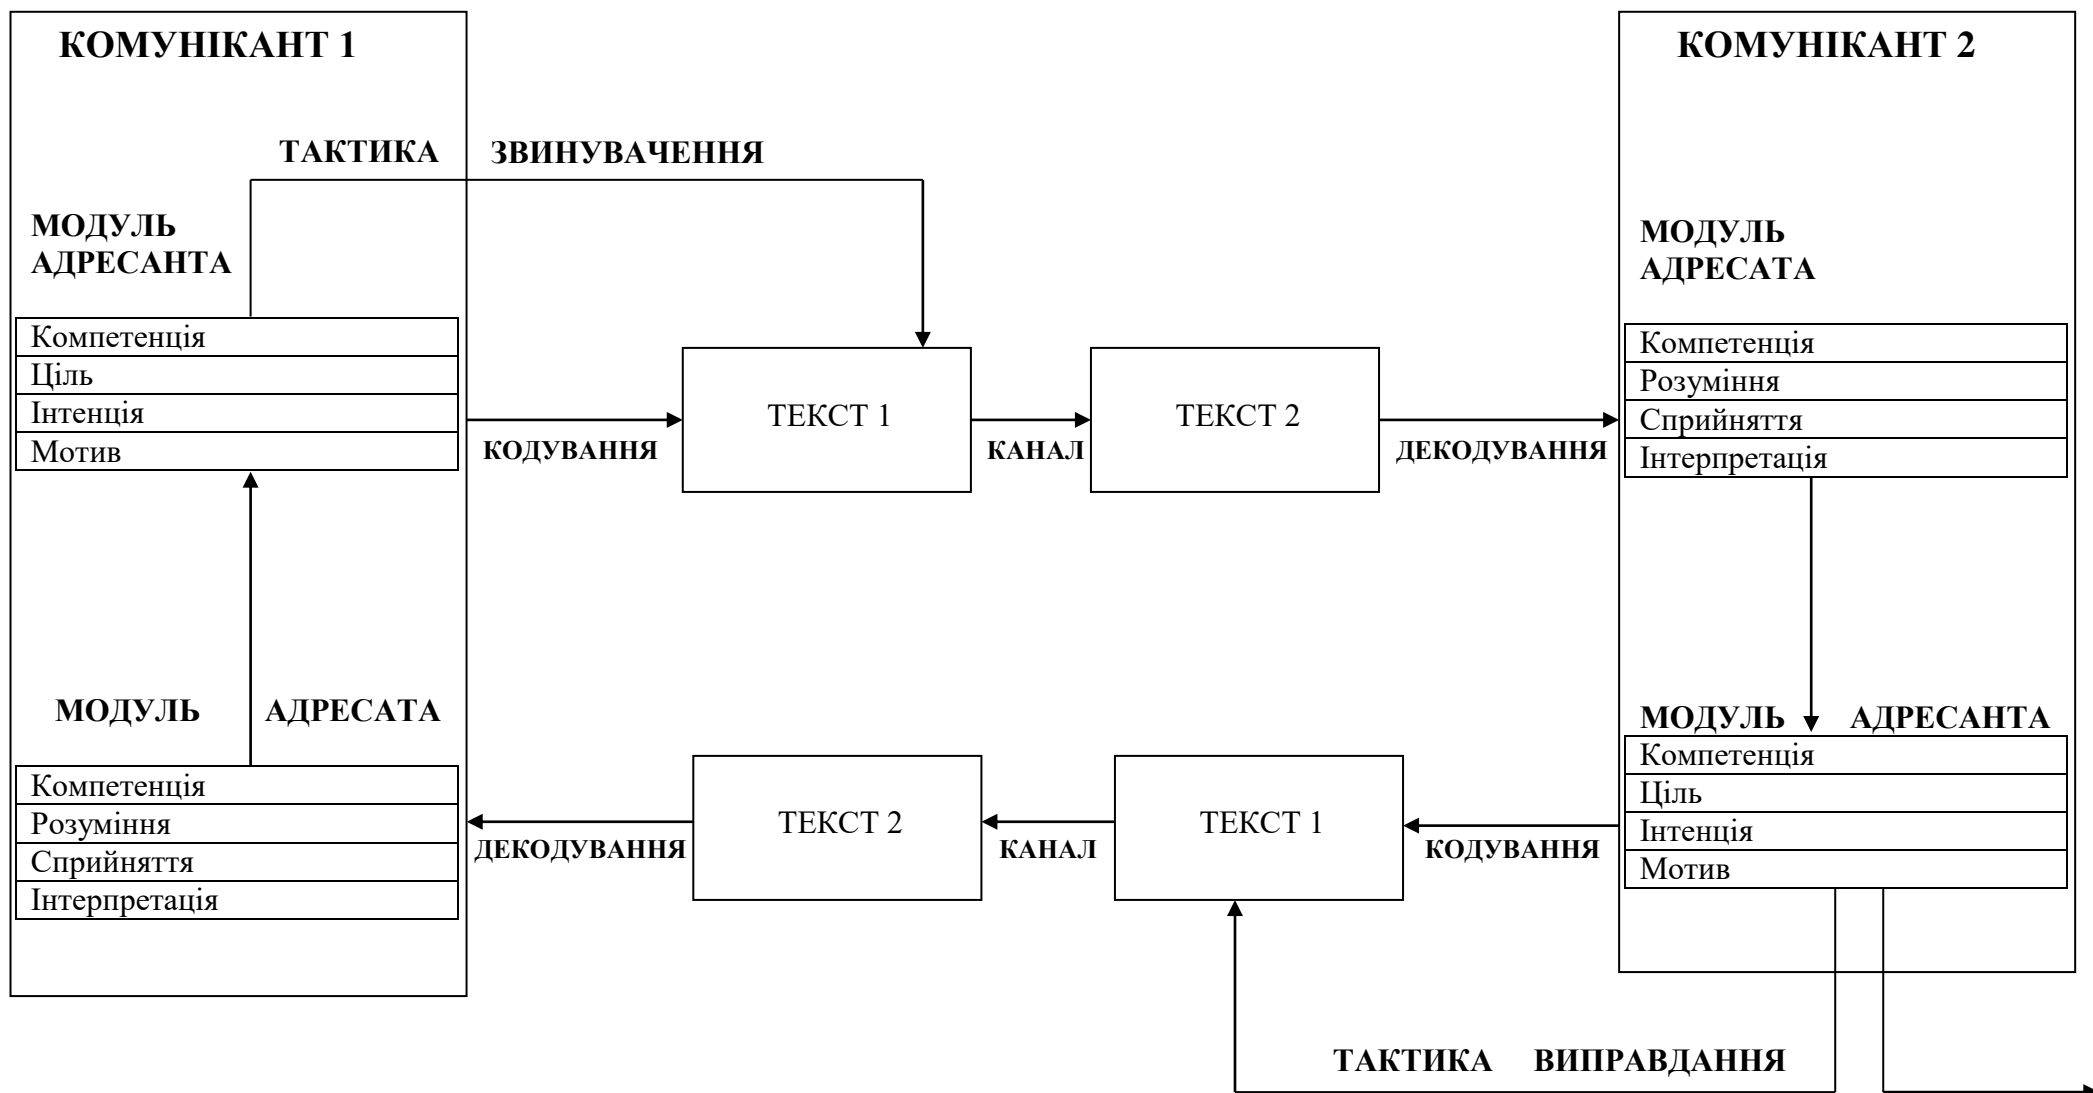 КОМУНІКАНТ 1
КОМУНІКАНТ 2
ТАКТИКА ЗВИНУВАЧЕННЯ
МОДУЛЬ
АДРЕСАНТА
МОДУЛЬ
АДРЕСАТА
Компетенція
Ціль
Інтенція
Мотив
КОДУВАННЯ
ТЕКСТ 1
КАНАЛ
ТЕКСТ 2
ДЕКОДУВАННЯ
Компетенція
Розуміння
Сприйняття
Інтерпретація
МОДУЛЬ АДРЕСАТА
Компетенція
Розуміння
Сприйняття
Інтерпретація
ДЕКОДУВАННЯ
ТЕКСТ 2
КАНАЛ
ТЕКСТ 1
КОДУВАННЯ
МОДУЛЬ АДРЕСАНТА
Компетенція
Ціль
Інтенція
Мотив
ТАКТИКА ВИПРАВДАННЯ